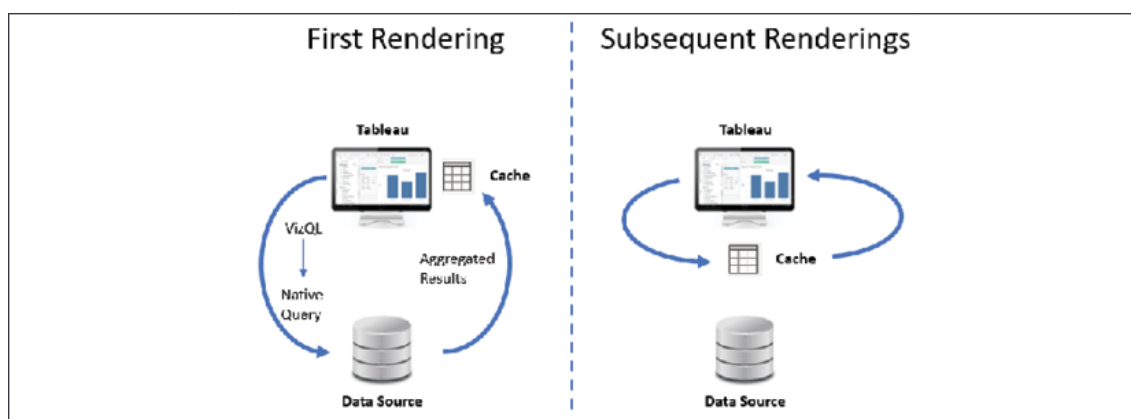 First Rendering
Subsequent Renderings
Tableau
Cache
VizQL
Native
Query
Aggregated
Results
Data Source
Tableau
Cache
Data Source